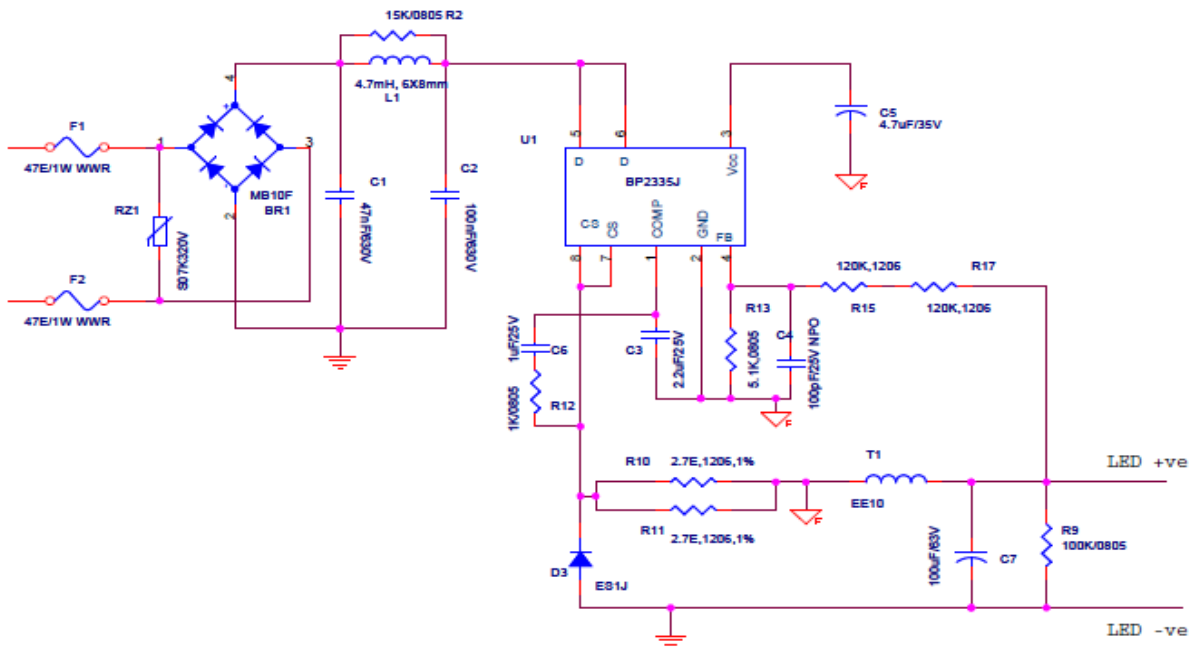 15K/0805 R2
4.7mH, 6X8mm
L1
4
F1
1
3
47E/1W WWR
RZ1
S07K320V
MB10F
BR1
2
C1
47nF/630V
C2
100nF/630V
F2
47E/1W WWR
U1
5
6
3
D
D
Vcc
BP2335J
CS
CS
COMP
GND
FB
8
7
1
2
4
C5
4.7uF/35V
F
120K,1206
R17
R15
120K,1206
1uF/25V
C6
C3
2.2uF/25V
R13
5.1K,0805
C4
100pF/25V NPO
F
1K/0805
R12
R10
2.7E,1206,1%
R11
2.7E,1206,1%
F
T1
EE10
LED +ve
D3
ES1J
100uF/63V
C7
R9
100K/0805
LED -ve